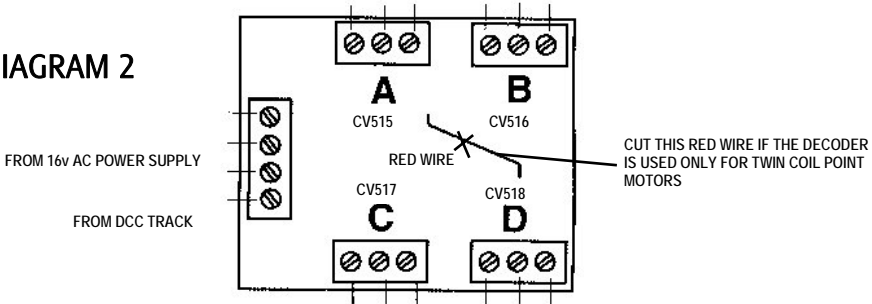 IAGRAM 2
A
B
CV515
CV516
FROM 16v AC POWER SUPPLY
RED WIRE
CUT THIS RED WIRE IF THE DECODER
IS USED ONLY FOR TWIN COIL POINT
MOTORS
CV517
CV518
C
D
FROM DCC TRACK